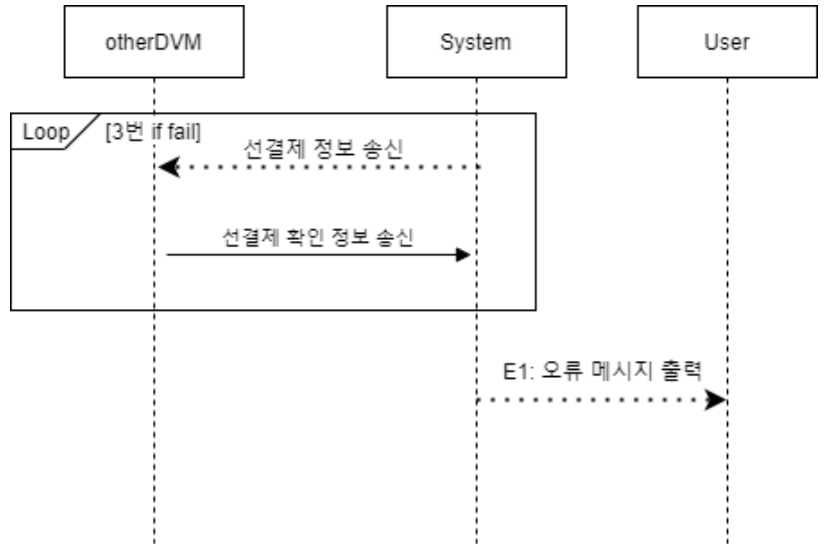 otherDVM
System
User
Loop
[3번 if fail]
선결제 정보 송신
선결제 확인 정보 송신
E1: 오류 메시지 출력